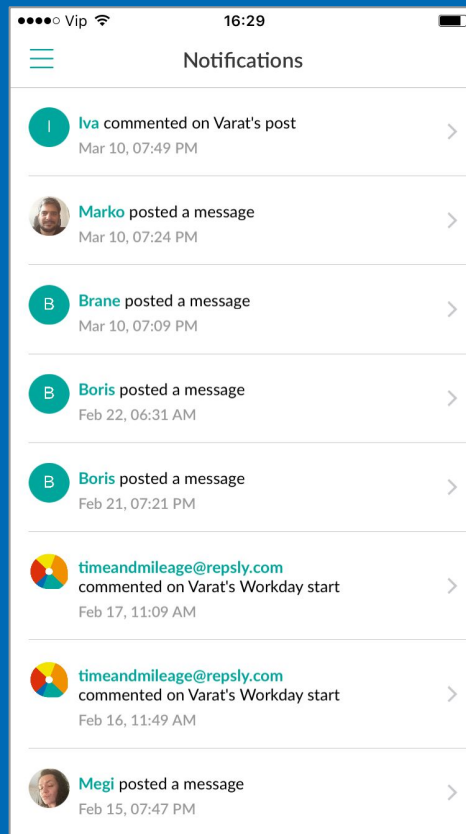 Vip 16:29
Notifications
I
Iva commented on Varat's post
Mar 10, 07:49 PM
Marko posted a message
Mar 10, 07:24 PM
B
Brane posted a message
Mar 10, 07:09 PM
B
Boris posted a message
Feb 22, 06:31 AM
B
Boris posted a message
Feb 21, 07:21 PM
timeandmileage@repsly.com
commented on Varat's Workday start
Feb 17, 11:09 AM
timeandmileage@repsly.com
commented on Varat's Workday start
Feb 16, 11:49 AM
Megi posted a message
Feb 15, 07:47 PM